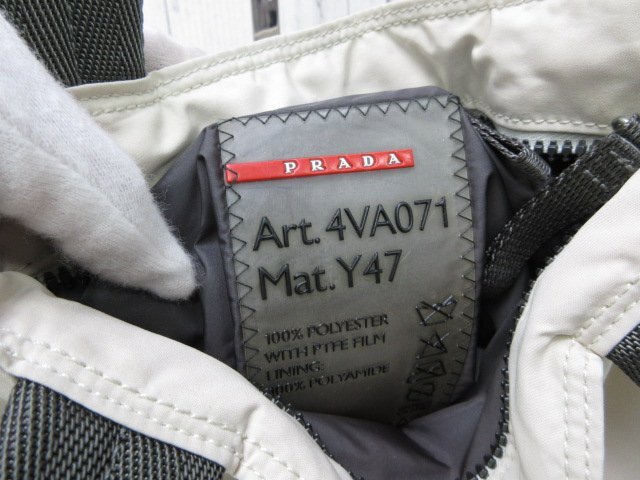 PRADA
Art. 4VA071
Mat. Y47
100% POLYESTER
WITH PTFE FILM
LINING:
100% POLYAMIDE